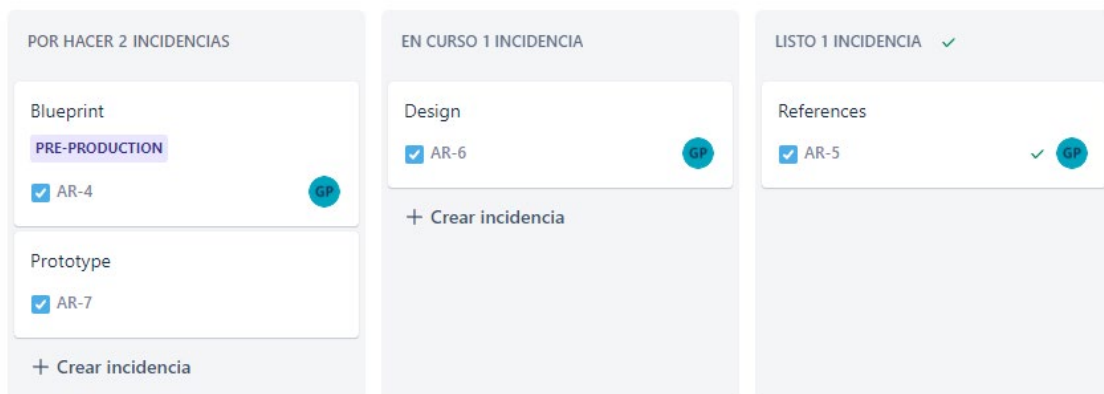 POR HACER 2 INCIDENCIAS
Blueprint
PRE-PRODUCTION
AR-4
GP
Prototype
AR-7
+ Crear incidencia
EN CURSO 1 INCIDENCIA
Design
AR-6
GP
+ Crear incidencia
LISTO 1 INCIDENCIA
References
AR-5
GP